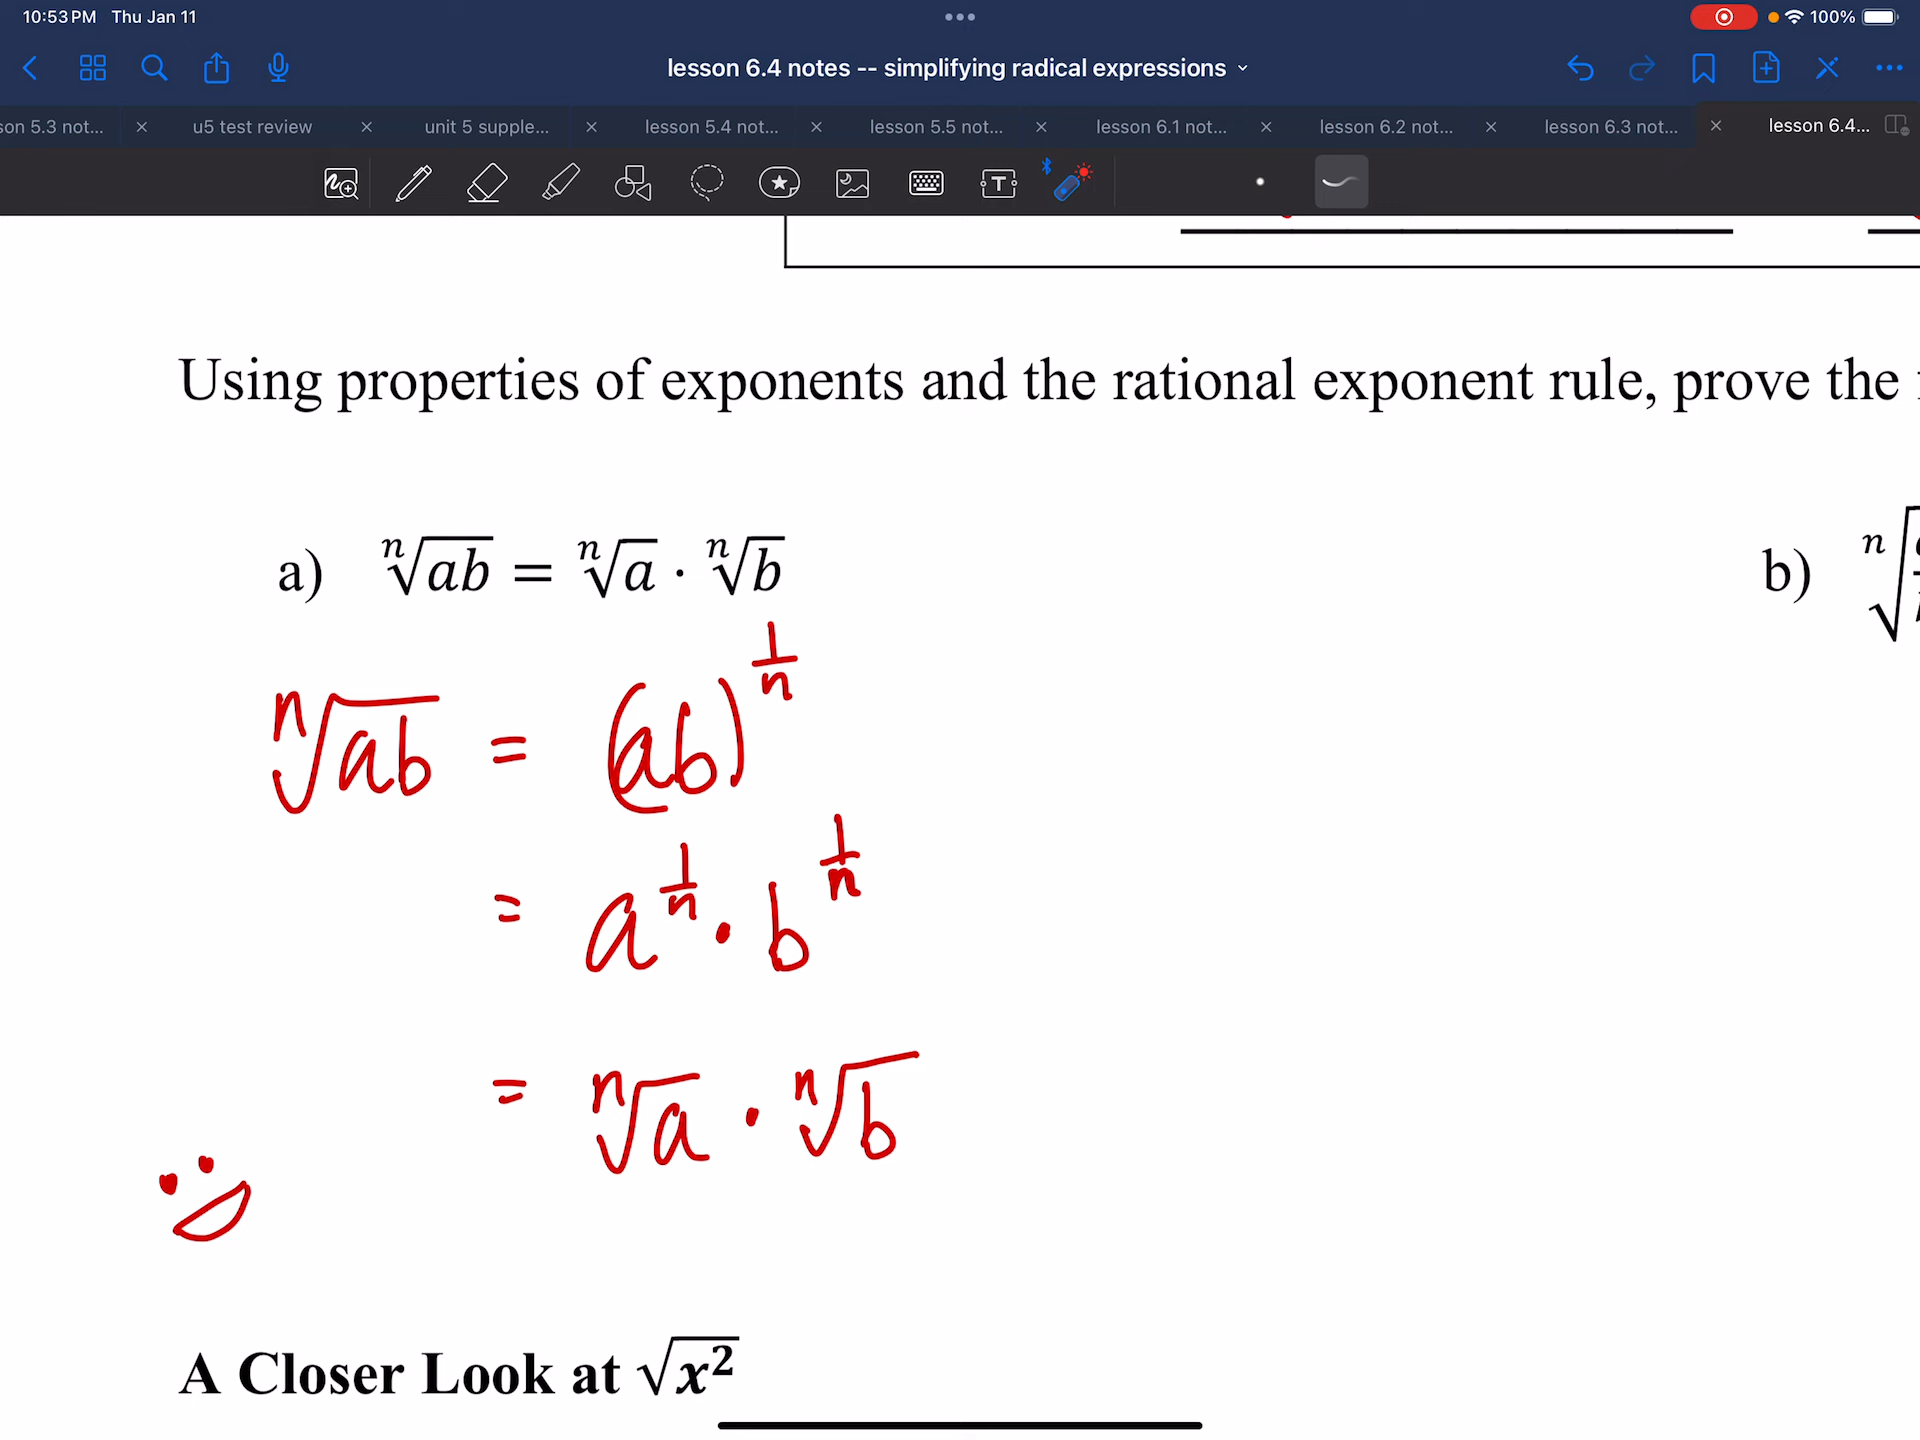 10:53 PM Thu Jan 11 100%
lesson 6.4 notes -- simplifying radical expressions
son 5.3 not... u5 test review unit 5 supple... lesson 5.4 not... lesson 5.5 not... lesson 6.1 not... lesson 6.2 not... lesson 6.3 not... lesson 6.4...
Using properties of exponents and the rational exponent rule, prove the
a) ⁿ√ab = ⁿ√a · ⁿ√b
b) ⁿ√
ⁿ√ab = (ab)^(1/n)
= a^(1/n) · b^(1/n)
= ⁿ√a · ⁿ√b
A Closer Look at √x²